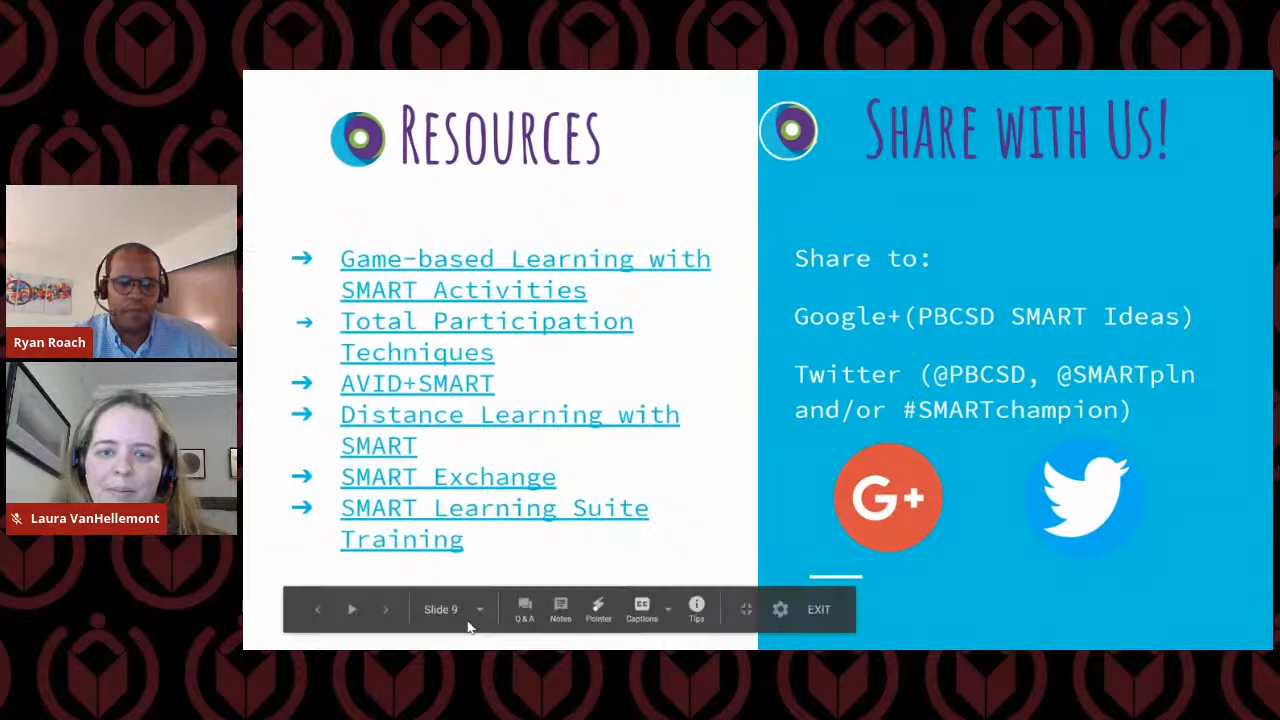 Resources
Share with Us!
Game-based Learning with
SMART Activities
Total Participation
Techniques
AVID+SMART
Distance Learning with
SMART
SMART Exchange
SMART Learning Suite
Training
Share to:
Google+(PBCSD SMART Ideas)
Twitter (@PBCSD, @SMARTpln
and/or #SMARTchampion)
G+
Ryan Roach
Laura VanHellemont
Slide 9
Q&A
Notes
Pointer
Captions
Tips
EXIT